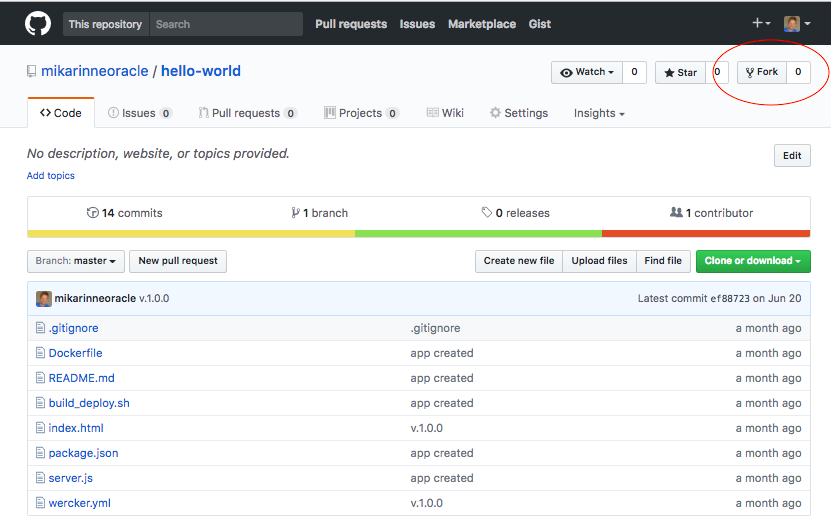 This repository Search Pull requests Issues Marketplace Gist
mikarinneoracle / hello-world Watch 0 Star 0 Fork 0
Code Issues 0 Pull requests 0 Projects 0 Wiki Settings Insights
No description, website, or topics provided. Edit
Add topics
14 commits 1 branch 0 releases 1 contributor
Branch: master New pull request Create new file Upload files Find file Clone or download
mikarinneoracle v.1.0.0 Latest commit ef88723 on Jun 20
.gitignore .gitignore a month ago
Dockerfile app created a month ago
README.md app created a month ago
build_deploy.sh app created a month ago
index.html v.1.0.0 a month ago
package.json app created a month ago
server.js app created a month ago
wercker.yml v.1.0.0 a month ago